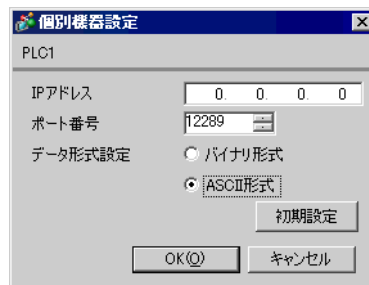 個別機器設定
PLC1
IPアドレス 0. 0. 0. 0
ポート番号 12289
データ形式設定 バイナリ形式
ASCII形式
初期設定
OK(O) キャンセル